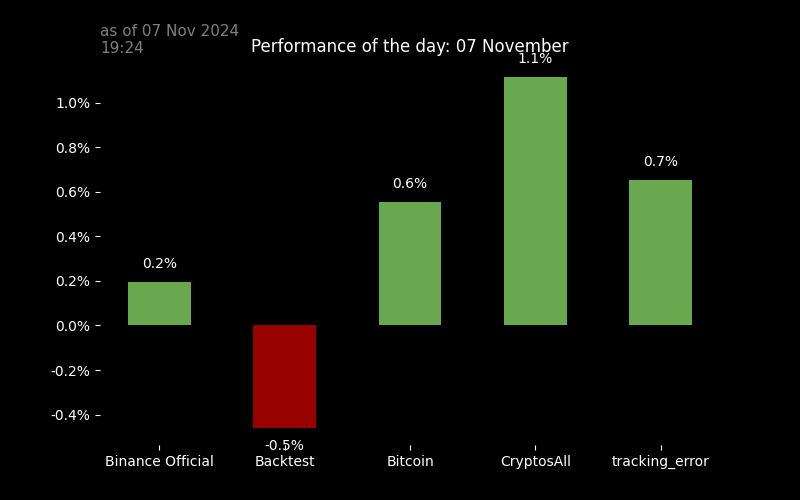 as of 07 Nov 2024
19:24
Performance of the day: 07 November
1.1%
1.0%
0.8%
0.7%
0.6%
0.6%
0.4%
0.2%
0.2%
0.0%
-0.2%
-0.4%
-0.5%
Binance Official
Backtest
Bitcoin
CryptosAll
tracking_error